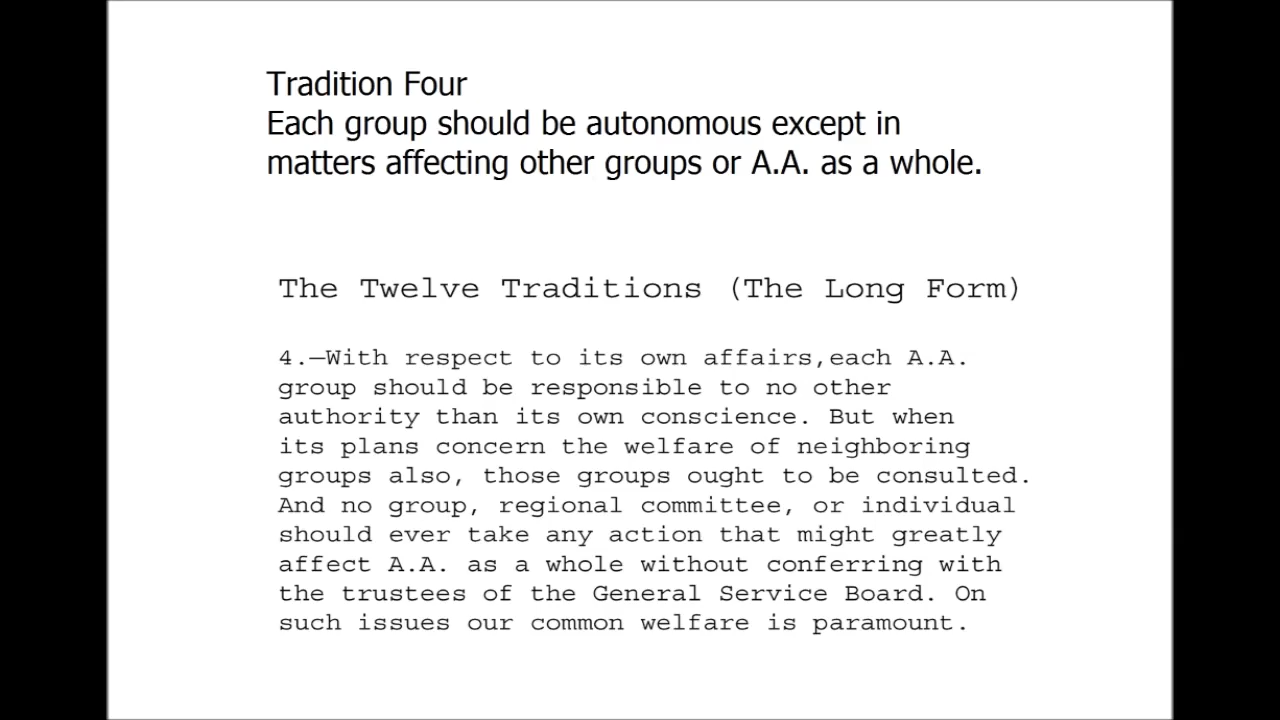 Tradition Four
Each group should be autonomous except in
matters affecting other groups or A.A. as a whole.
The Twelve Traditions (The Long Form)
4.—With respect to its own affairs,each A.A.
group should be responsible to no other
authority than its own conscience. But when
its plans concern the welfare of neighboring
groups also, those groups ought to be consulted.
And no group, regional committee, or individual
should ever take any action that might greatly
affect A.A. as a whole without conferring with
the trustees of the General Service Board. On
such issues our common welfare is paramount.